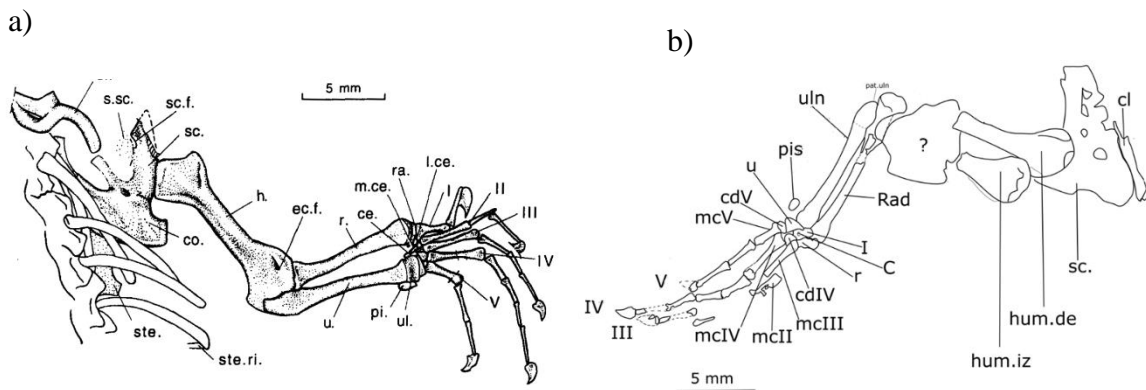 a)
b)
5 mm
s.sc.
sc.f.
sc.
l.ce.
ra.
I
II
m.ce.
III
h.
ec.f.
r.
ce.
co.
IV
V
u.
pi.
ul.
ste.
ste.ri.
pat.uln
uln
cl
pis
?
u
cdV
mcV
Rad
I
C
r
sc.
V
IV
III
cdIV
mcIII
mcIV
mcII
hum.de
hum.iz
5 mm